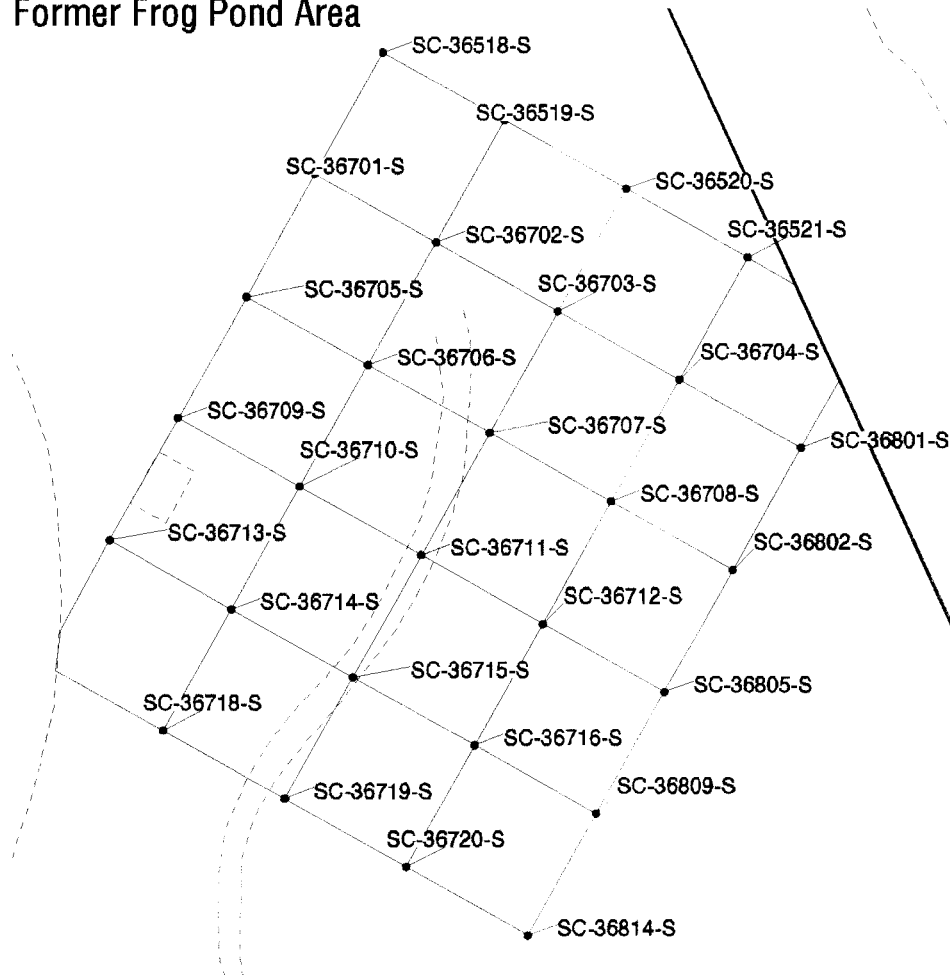 Former Frog Pond Area
SC-36518-S
SC-36519-S
SC-36701-S
SC-36520-S
SC-36521-S
SC-36702-S
SC-36703-S
SC-36705-S
SC-36704-S
SC-36706-S
SC-36709-S
SC-36707-S
SC-36801-S
SC-36710-S
SC-36708-S
SC-36713-S
SC-36711-S
SC-36802-S
SC-36714-S
SC-36712-S
SC-36715-S
SC-36805-S
SC-36718-S
SC-36716-S
SC-36719-S
SC-36809-S
SC-36720-S
SC-36814-S